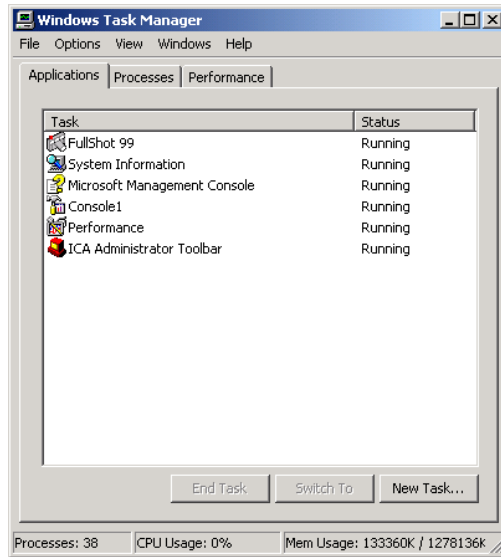 Windows Task Manager
File Options View Windows Help
Applications Processes Performance
Task Status
FullShot 99 Running
System Information Running
Microsoft Management Console Running
Console1 Running
Performance Running
ICA Administrator Toolbar Running
End Task Switch To New Task...
Processes: 38 CPU Usage: 0% Mem Usage: 133360K / 1278136K